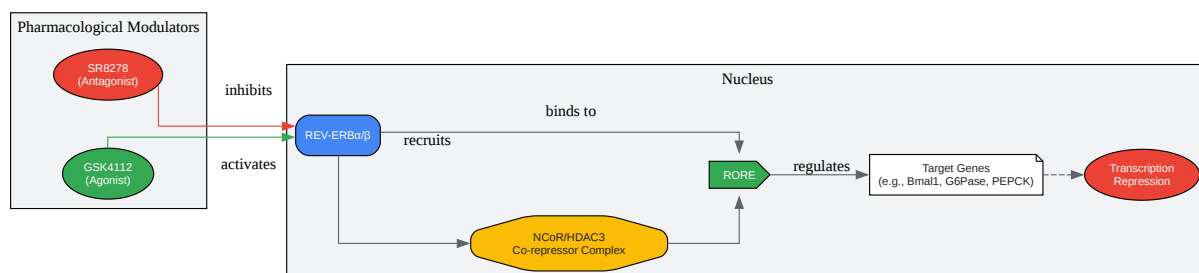 Pharmacological Modulators
SR8278
(Antagonist)
GSK4112
(Agonist)
inhibits
activates
Nucleus
REV-ERBα/β
recruits
binds to
NCoR/HDAC3
Co-repressor Complex
RORE
regulates
Target Genes
(e.g., Bmal1, G6Pase, PEPCK)
Transcription
Repression